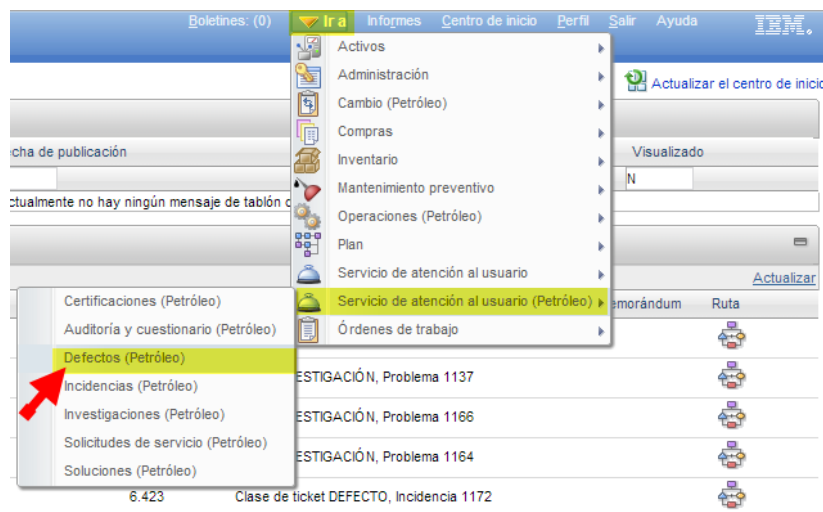 Boletines: (0) Ir a Informes Centro de inicio Perfil Salir Ayuda IBM.
Activos
Administración
Actualizar el centro de inicio
Cambio (Petróleo)
Compras
echa de publicación
Visualizado
Inventario
N
Mantenimiento preventivo
ctualmente no hay ningún mensaje de tablón
Operaciones (Petróleo)
Plan
Servicio de atención al usuario
Actualizar
Servicio de atención al usuario (Petróleo)
emorándum Ruta
Órdenes de trabajo
Certificaciones (Petróleo)
Auditoría y cuestionario (Petróleo)
Defectos (Petróleo)
Incidencias (Petróleo)
Investigaciones (Petróleo)
Solicitudes de servicio (Petróleo)
Soluciones (Petróleo)
ESTIGACIÓN, Problema 1137
ESTIGACIÓN, Problema 1166
ESTIGACIÓN, Problema 1164
6.423 Clase de ticket DEFECTO, Incidencia 1172